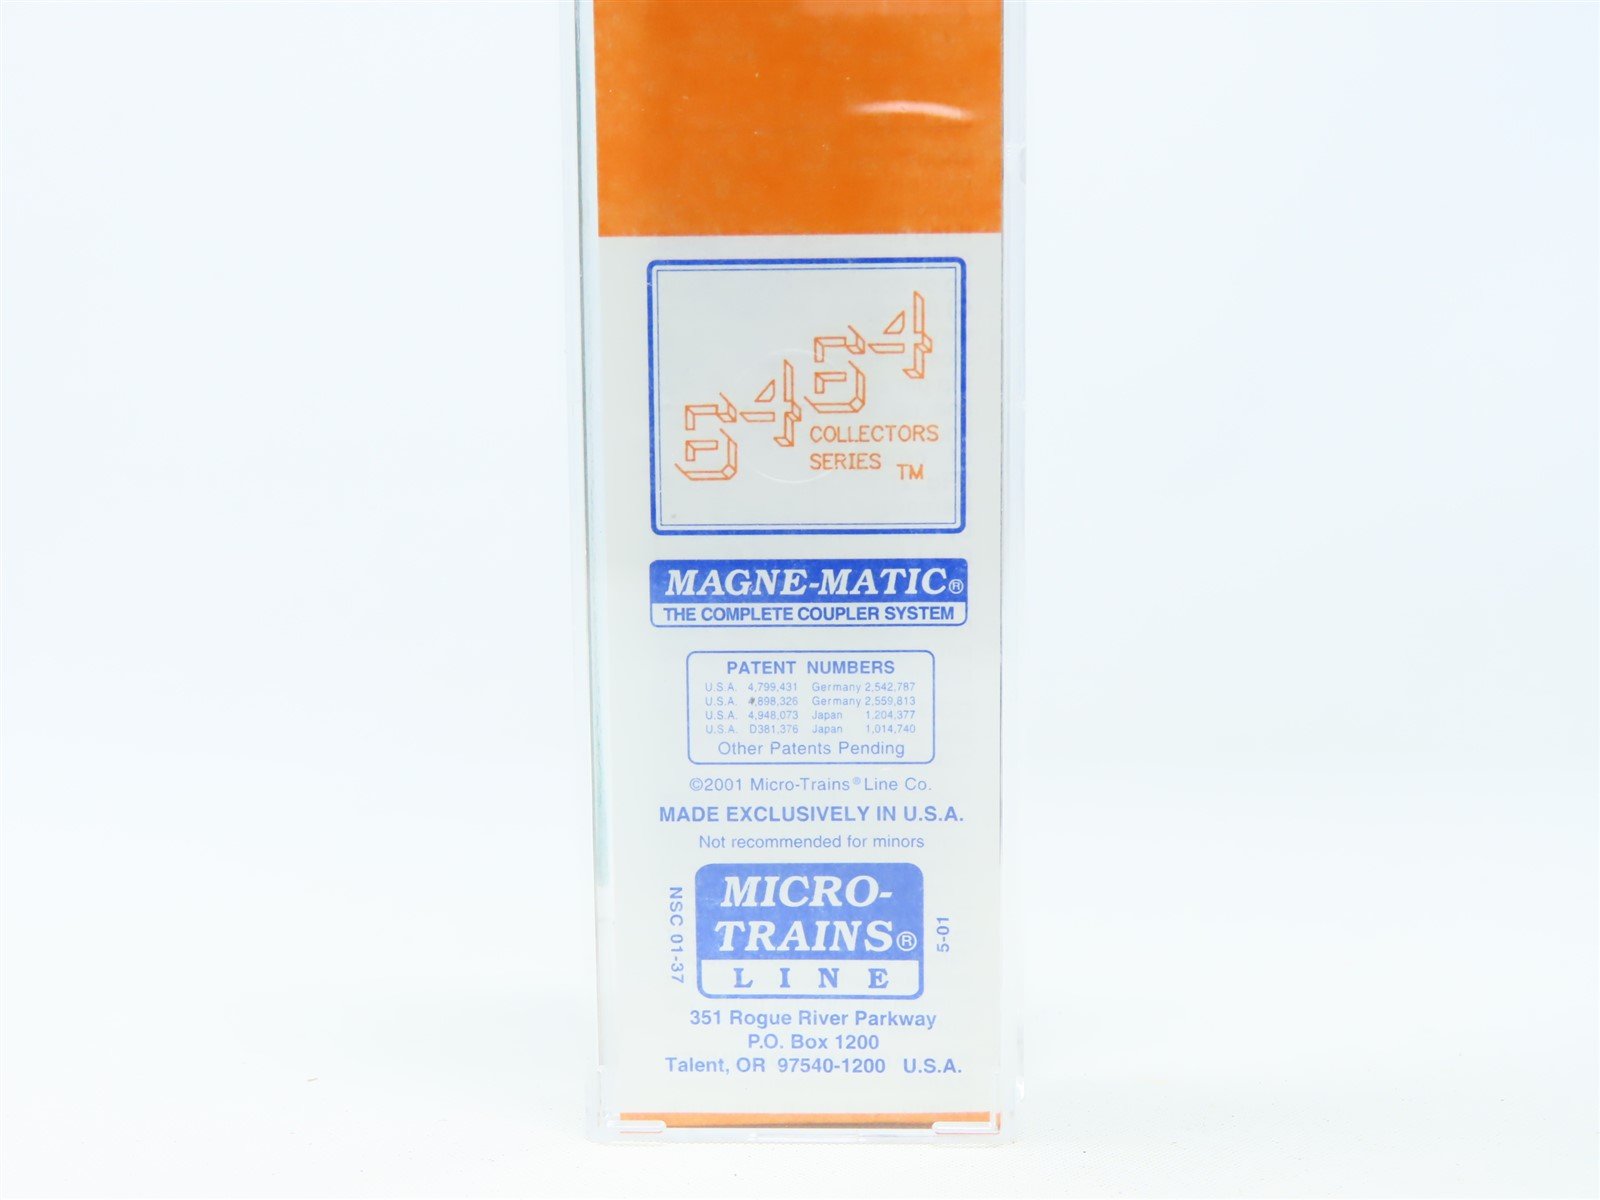 6464
COLLECTORS
SERIES TM
MAGNE-MATIC®
THE COMPLETE COUPLER SYSTEM
PATENT NUMBERS
U.S.A. 4,799,431 Germany 2,542,787
U.S.A. 4,898,326 Germany 2,559,813
U.S.A. 4,948,073 Japan 1,204,377
U.S.A. D381,376 Japan 1,014,740
Other Patents Pending
©2001 Micro-Trains® Line Co.
MADE EXCLUSIVELY IN U.S.A.
Not recommended for minors
NSC 01-37
MICRO-
TRAINS®
LINE
5-01
351 Rogue River Parkway
P.O. Box 1200
Talent, OR 97540-1200 U.S.A.